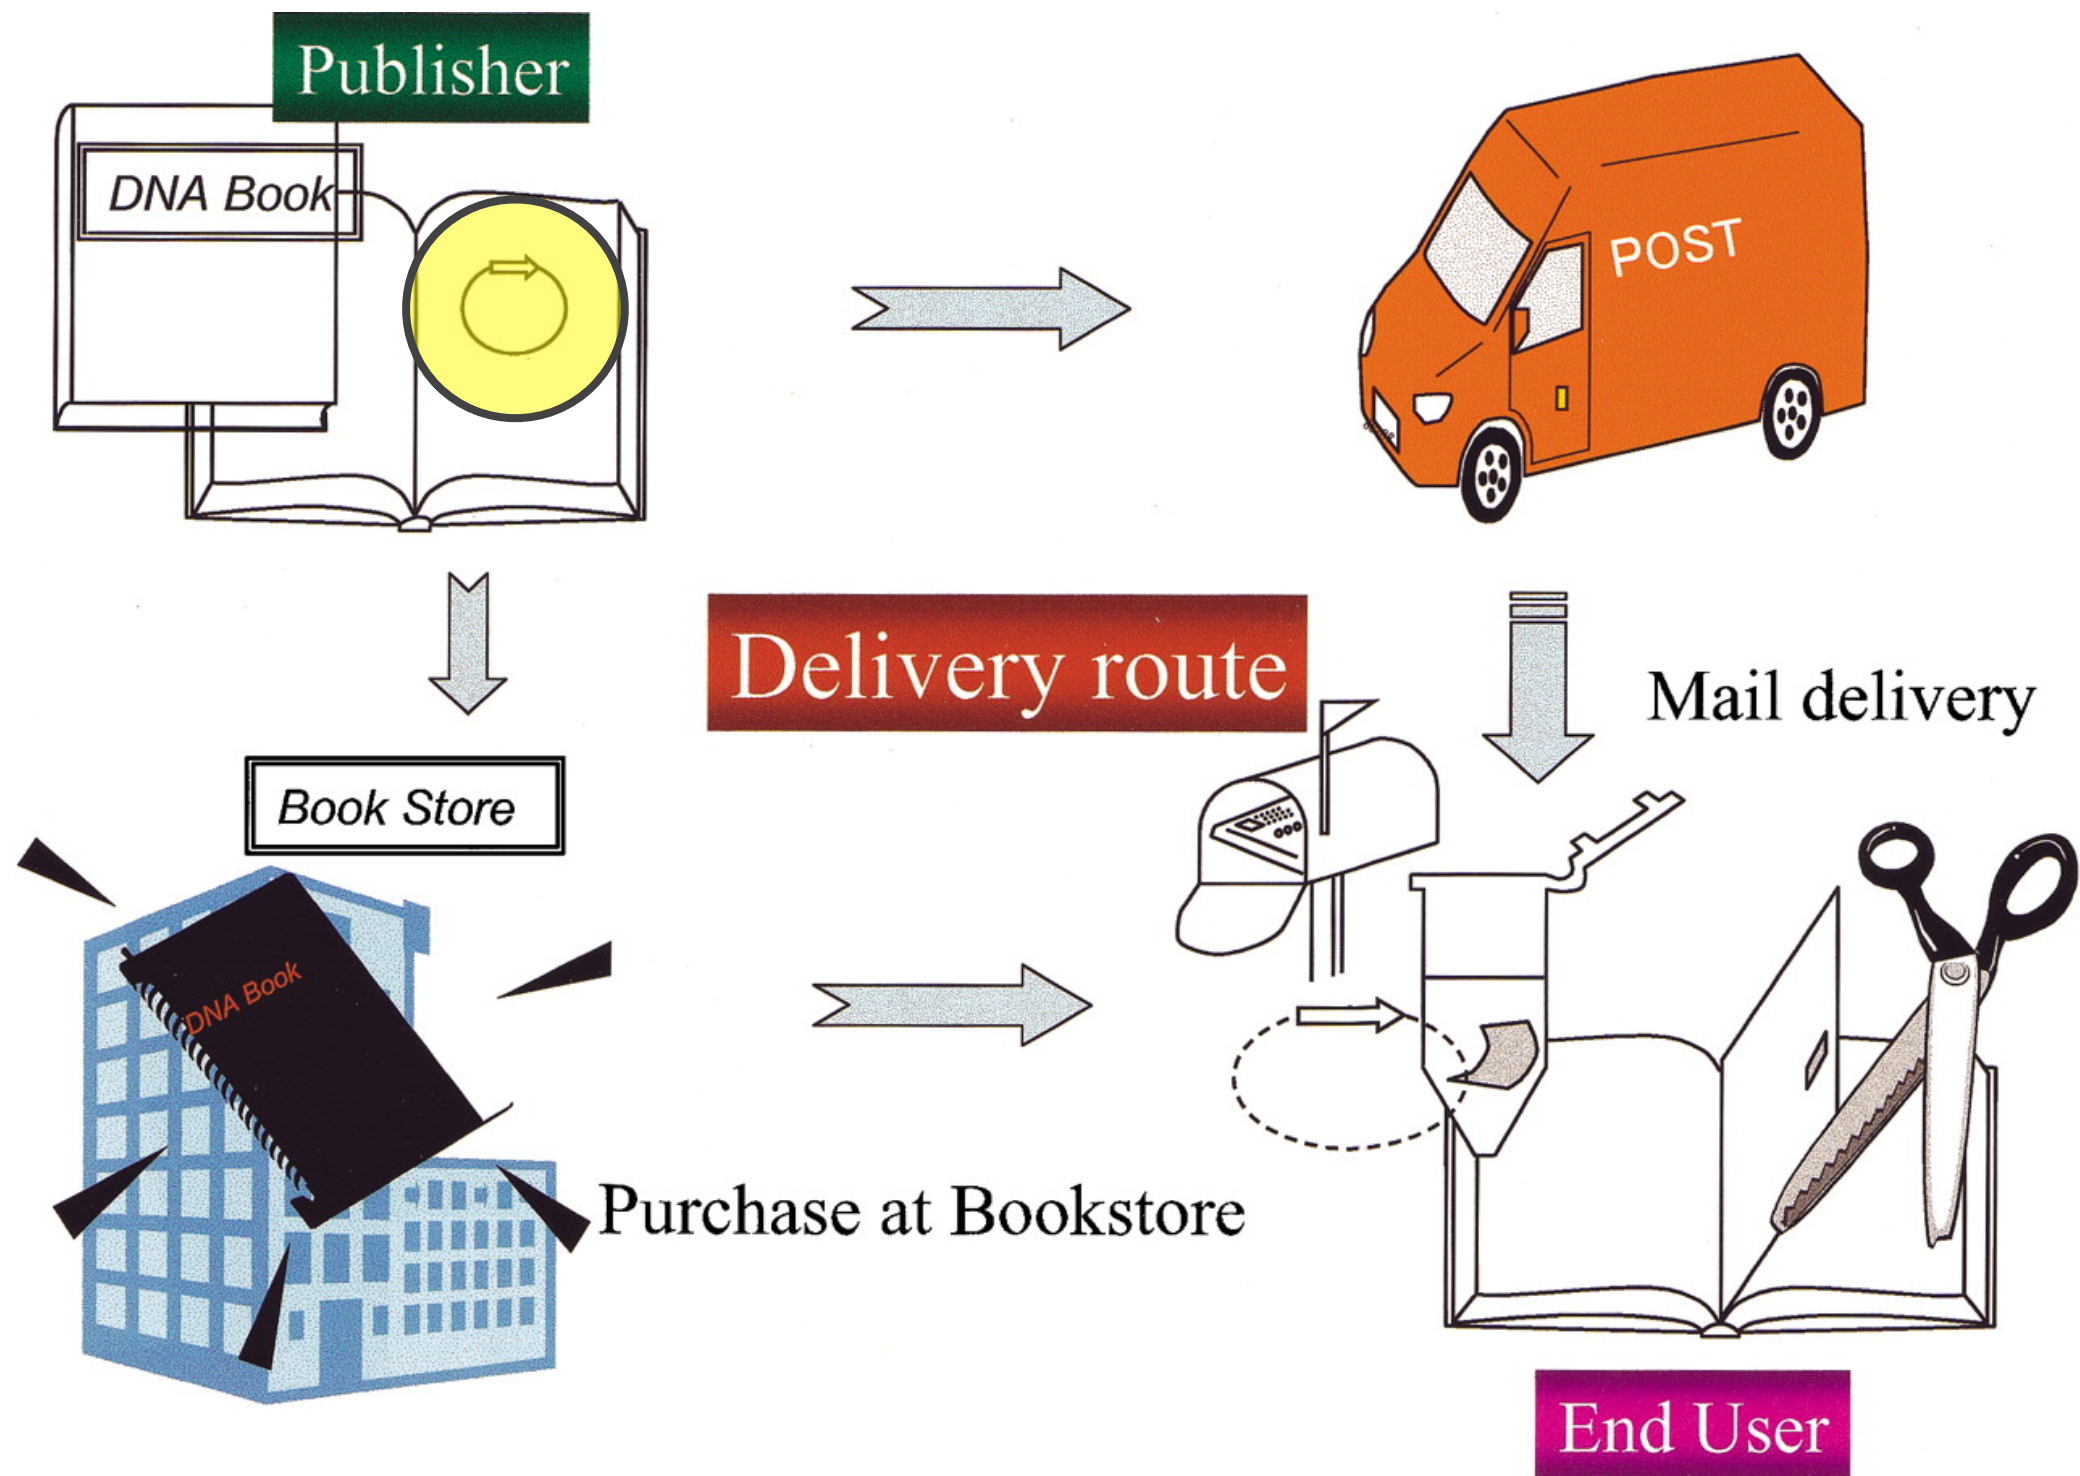 Publisher
DNA Book
POST
Delivery route
Mail delivery
Book Store
DNA Book
Purchase at Bookstore
End User